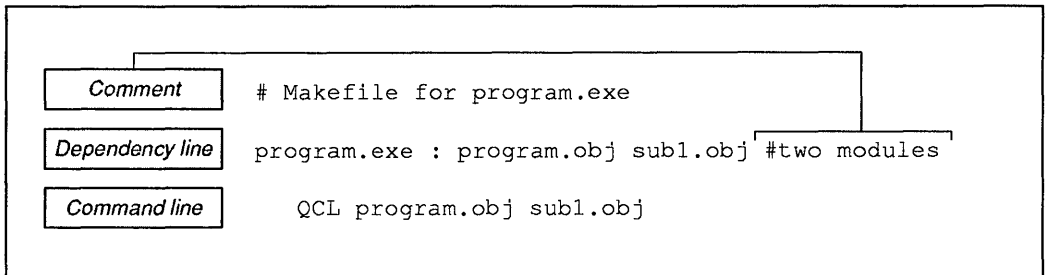 Comment # Makefile for program.exe
Dependency line program.exe : program.obj sub1.obj #two modules
Command line QCL program.obj sub1.obj